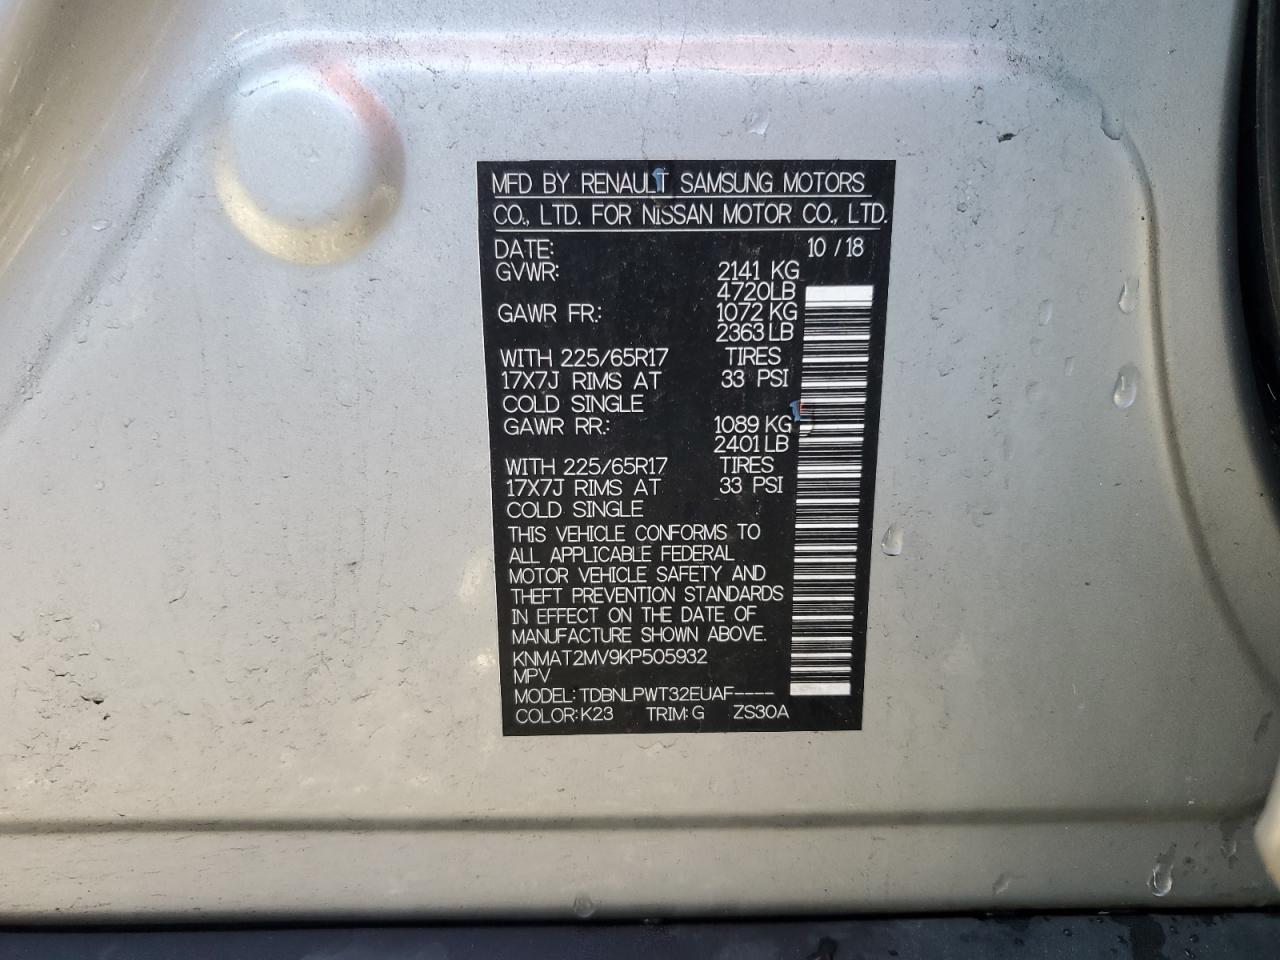 MFD BY RENAULT SAMSUNG MOTORS
CO., LTD. FOR NISSAN MOTOR CO., LTD.
DATE: 10 / 18
GVWR: 2141 KG
4720LB
GAWR FR.: 1072 KG
2363 LB
WITH 225/65R17 TIRES
17X7J RIMS AT 33 PSI
COLD SINGLE
GAWR RR.: 1089 KG
2401 LB
WITH 225/65R17 TIRES
17X7J RIMS AT 33 PSI
COLD SINGLE
THIS VEHICLE CONFORMS TO
ALL APPLICABLE FEDERAL
MOTOR VEHICLE SAFETY AND
THEFT PREVENTION STANDARDS
IN EFFECT ON THE DATE OF
MANUFACTURE SHOWN ABOVE.
KNMAT2MV9KP505932
MPV
MODEL: TDBNLPWT32EUAF----
COLOR: K23 TRIM: G ZS30A